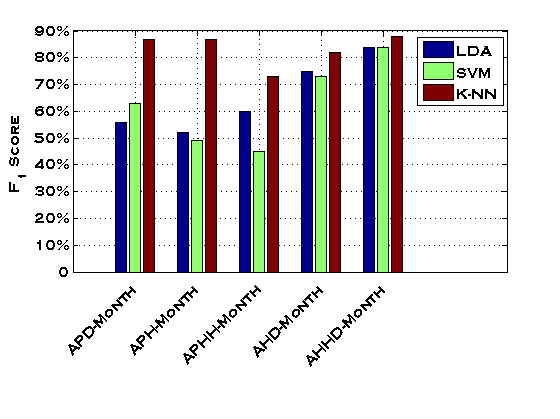 90%
80%
70%
60%
50%
40%
30%
20%
10%
0
F1 Score
LDA
SVM
K-NN
APD-Month
APH-Month
APHH-Month
AHD-Month
AHHD-Month